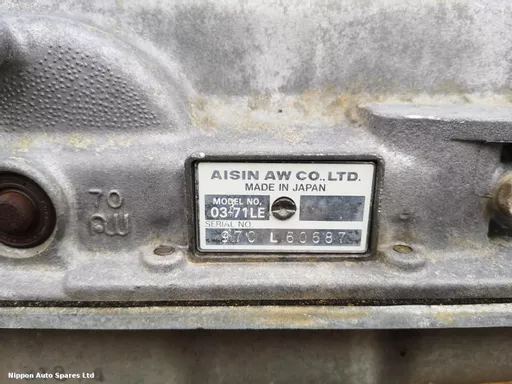 70
AW
AISIN AW CO.,LTD.
MADE IN JAPAN
MODEL NO.
03-71LE
SERIAL NO.
97C L60687
Nippon Auto Spares Ltd